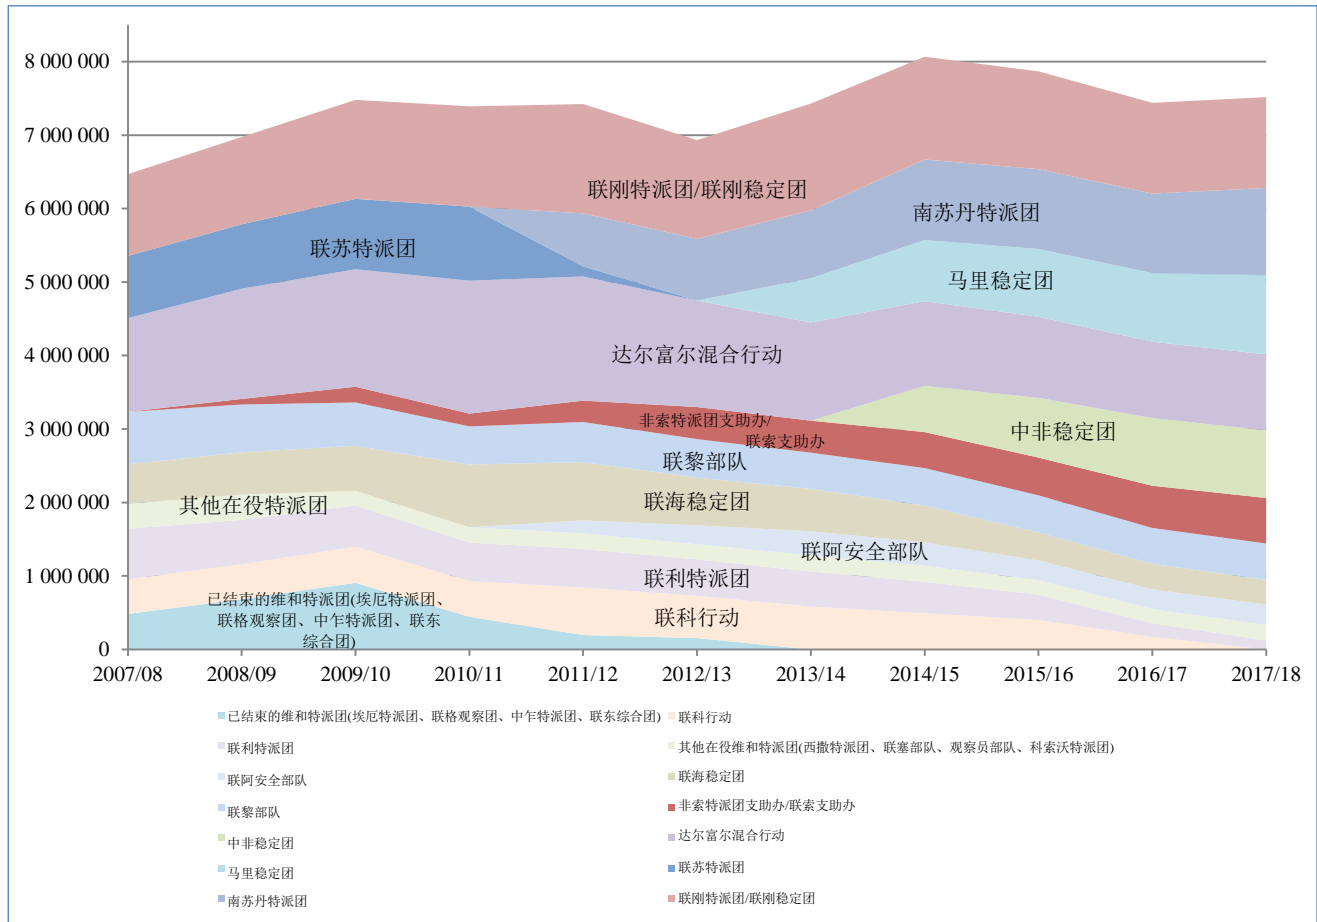 8 000 000
7 000 000
6 000 000
5 000 000
4 000 000
3 000 000
2 000 000
1 000 000
0
联刚特派团/联刚稳定团
南苏丹特派团
联苏特派团
马里稳定团
达尔富尔混合行动
非索特派团支助办/
联索支助办
中非稳定团
联黎部队
其他在役特派团
联海稳定团
联阿安全部队
联利特派团
已结束的维和特派团(埃厄特派团、
联格观察团、中乍特派团、联东
综合团)
联科行动
2007/08 2008/09 2009/10 2010/11 2011/12 2012/13 2013/14 2014/15 2015/16 2016/17 2017/18
已结束的维和特派团(埃厄特派团、联格观察团、中乍特派团、联东综合团) 联科行动
联利特派团 其他在役维和特派团(西撒特派团、联塞部队、观察员部队、科索沃特派团)
联阿安全部队 联海稳定团
联黎部队 非索特派团支助办/联索支助办
中非稳定团 达尔富尔混合行动
马里稳定团 联苏特派团
南苏丹特派团 联刚特派团/联刚稳定团